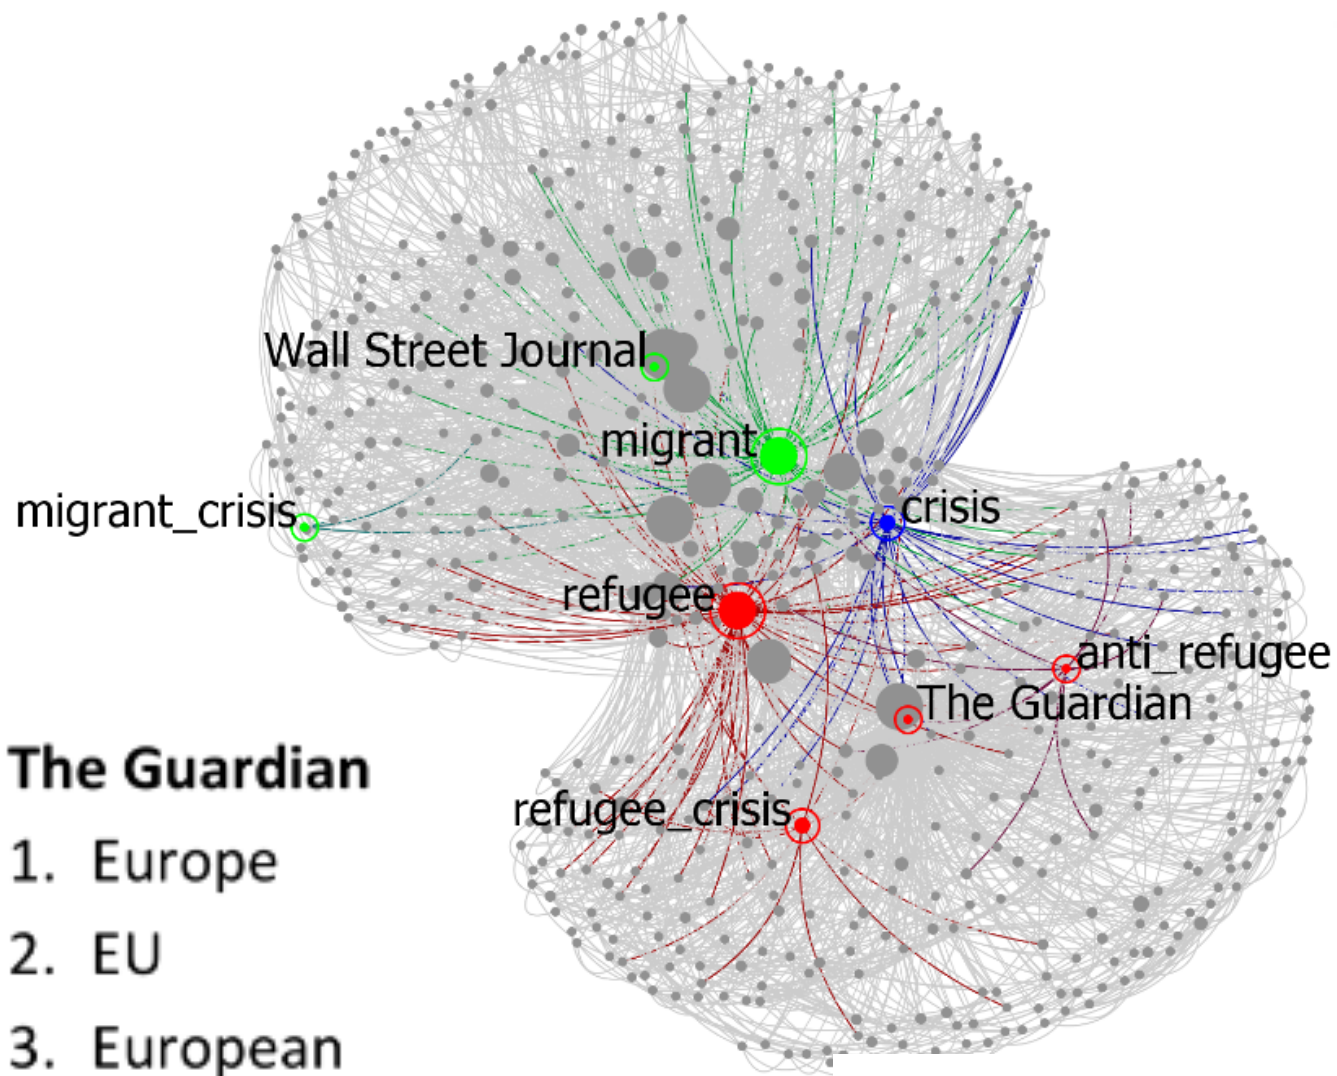 Wall Street Journal
migrant
migrant_crisis
crisis
refugee
anti_refugee
The Guardian
refugee_crisis
The Guardian
1. Europe
2. EU
3. European